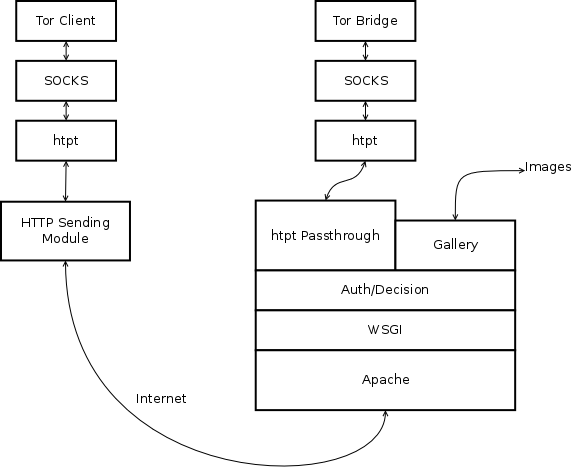 Tor Client
Tor Bridge
SOCKS
SOCKS
htpt
htpt
Images
HTTP Sending
Module
htpt Passthrough
Gallery
Auth/Decision
WSGI
Apache
Internet